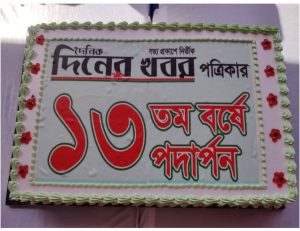 দৈনিক
সত্য প্রকাশে নির্ভীক
দিনের খবর পত্রিকার
১৩ তম বর্ষে
পদার্পন